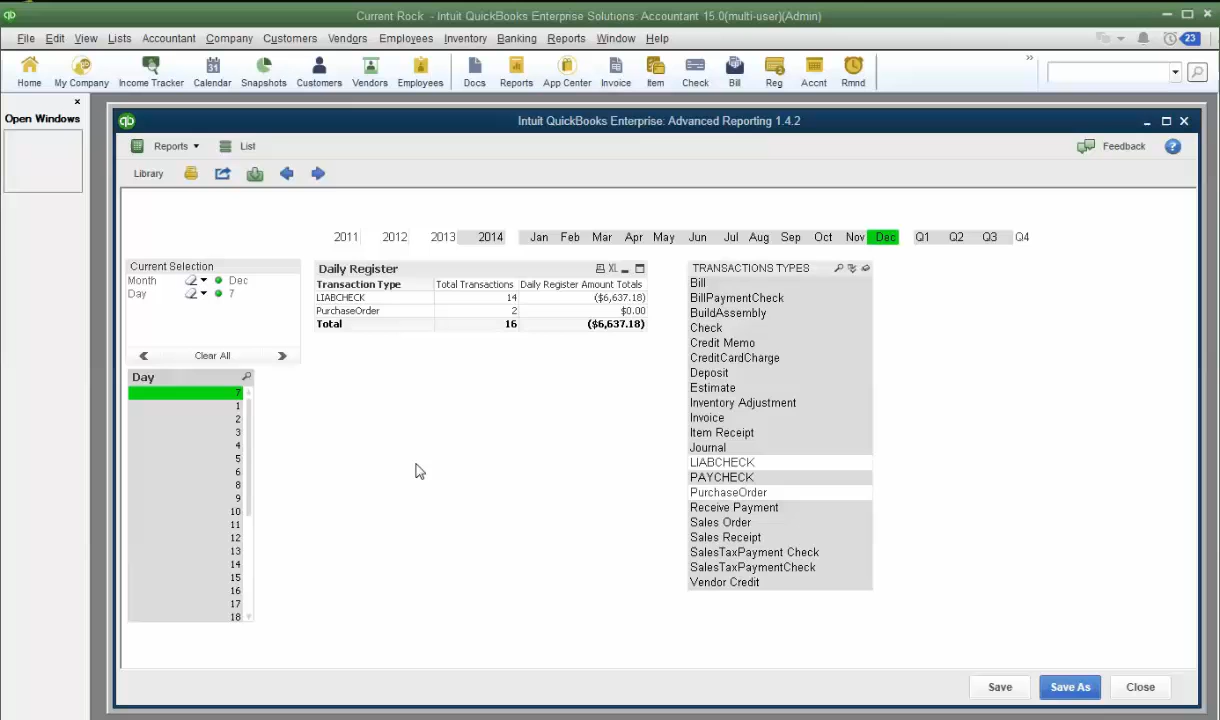 Current Rock - Intuit QuickBooks Enterprise Solutions: Accountant 15.0(multi-user)(Admin)
File Edit View Lists Accountant Company Customers Vendors Employees Inventory Banking Reports Window Help
23
Home My Company Income Tracker Calendar Snapshots Customers Vendors Employees Docs Reports App Center Invoice Item Check Bill Reg Accnt Rmnd
Open Windows
Intuit QuickBooks Enterprise: Advanced Reporting 1.4.2
Reports List Feedback
Library
2011 2012 2013 2014 Jan Feb Mar Apr May Jun Jul Aug Sep Oct Nov Dec Q1 Q2 Q3 Q4
Current Selection
Month Dec
Day 7
Clear All
Daily Register XL
Transaction Type Total Transactions Daily Register Amount Totals
LIABCHECK 14 ($6,637.18)
PurchaseOrder 2 $0.00
Total 16 ($6,637.18)
TRANSACTIONS TYPES
Bill
BillPaymentCheck
BuildAssembly
Check
Credit Memo
CreditCardCharge
Deposit
Estimate
Inventory Adjustment
Invoice
Item Receipt
Journal
LIABCHECK
PAYCHECK
PurchaseOrder
Receive Payment
Sales Order
Sales Receipt
SalesTaxPayment Check
SalesTaxPaymentCheck
Vendor Credit
Day
7
1
2
3
4
5
6
8
9
10
11
12
13
14
15
16
17
18
Save Save As Close